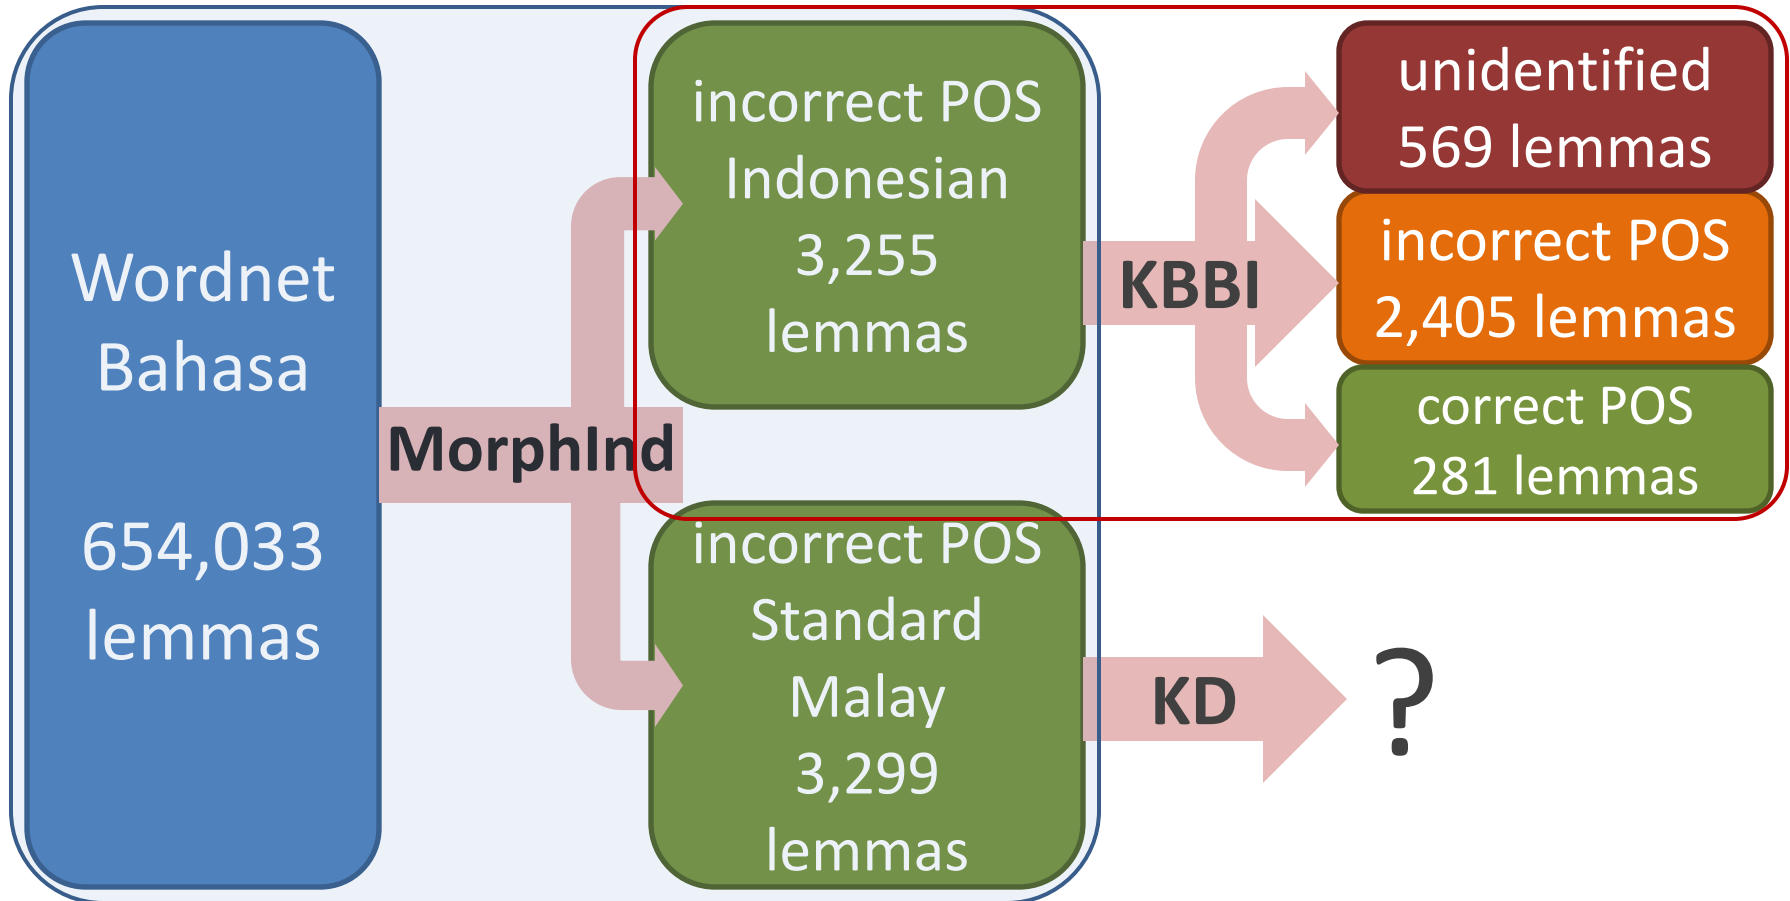 Wordnet
Bahasa
654,033
lemmas
MorphInd
incorrect POS
Indonesian
3,255
lemmas
incorrect POS
Standard
Malay
3,299
lemmas
KBBI
unidentified
569 lemmas
incorrect POS
2,405 lemmas
correct POS
281 lemmas
KD
?